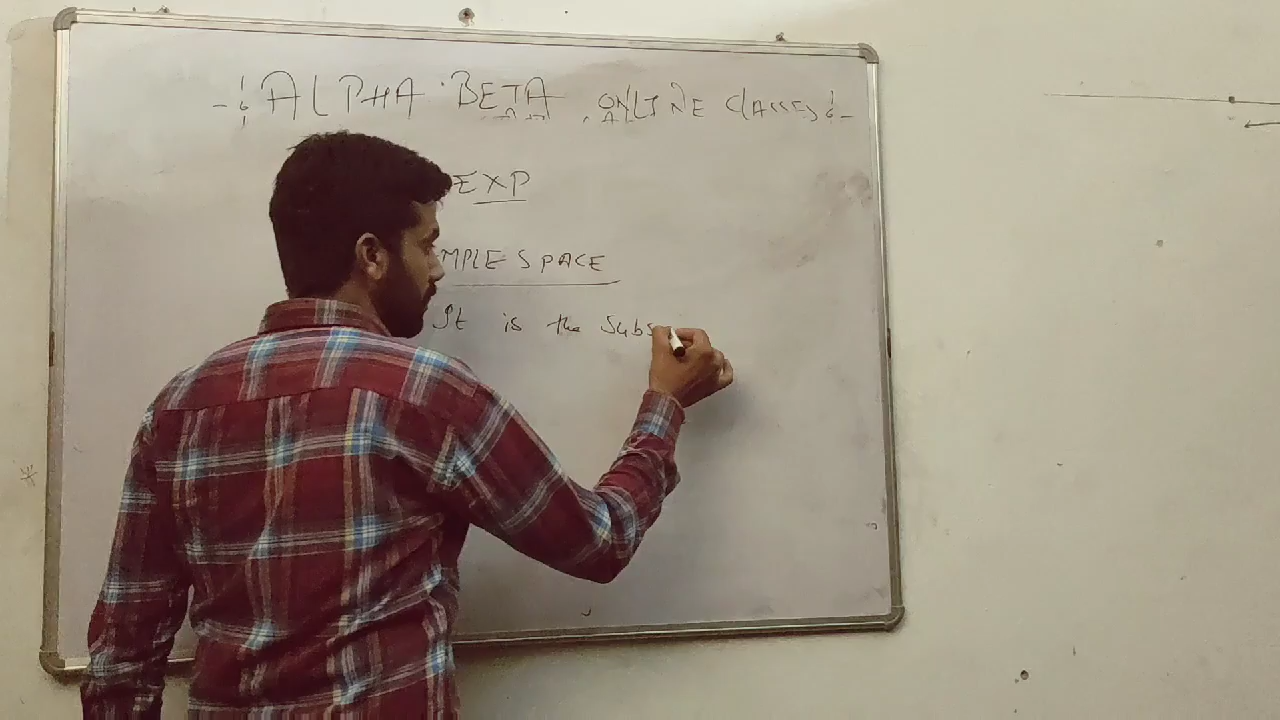 -: ALPHA BETA ONLINE CLASSES :-
EXP
MPLE SPACE
It is the Subs